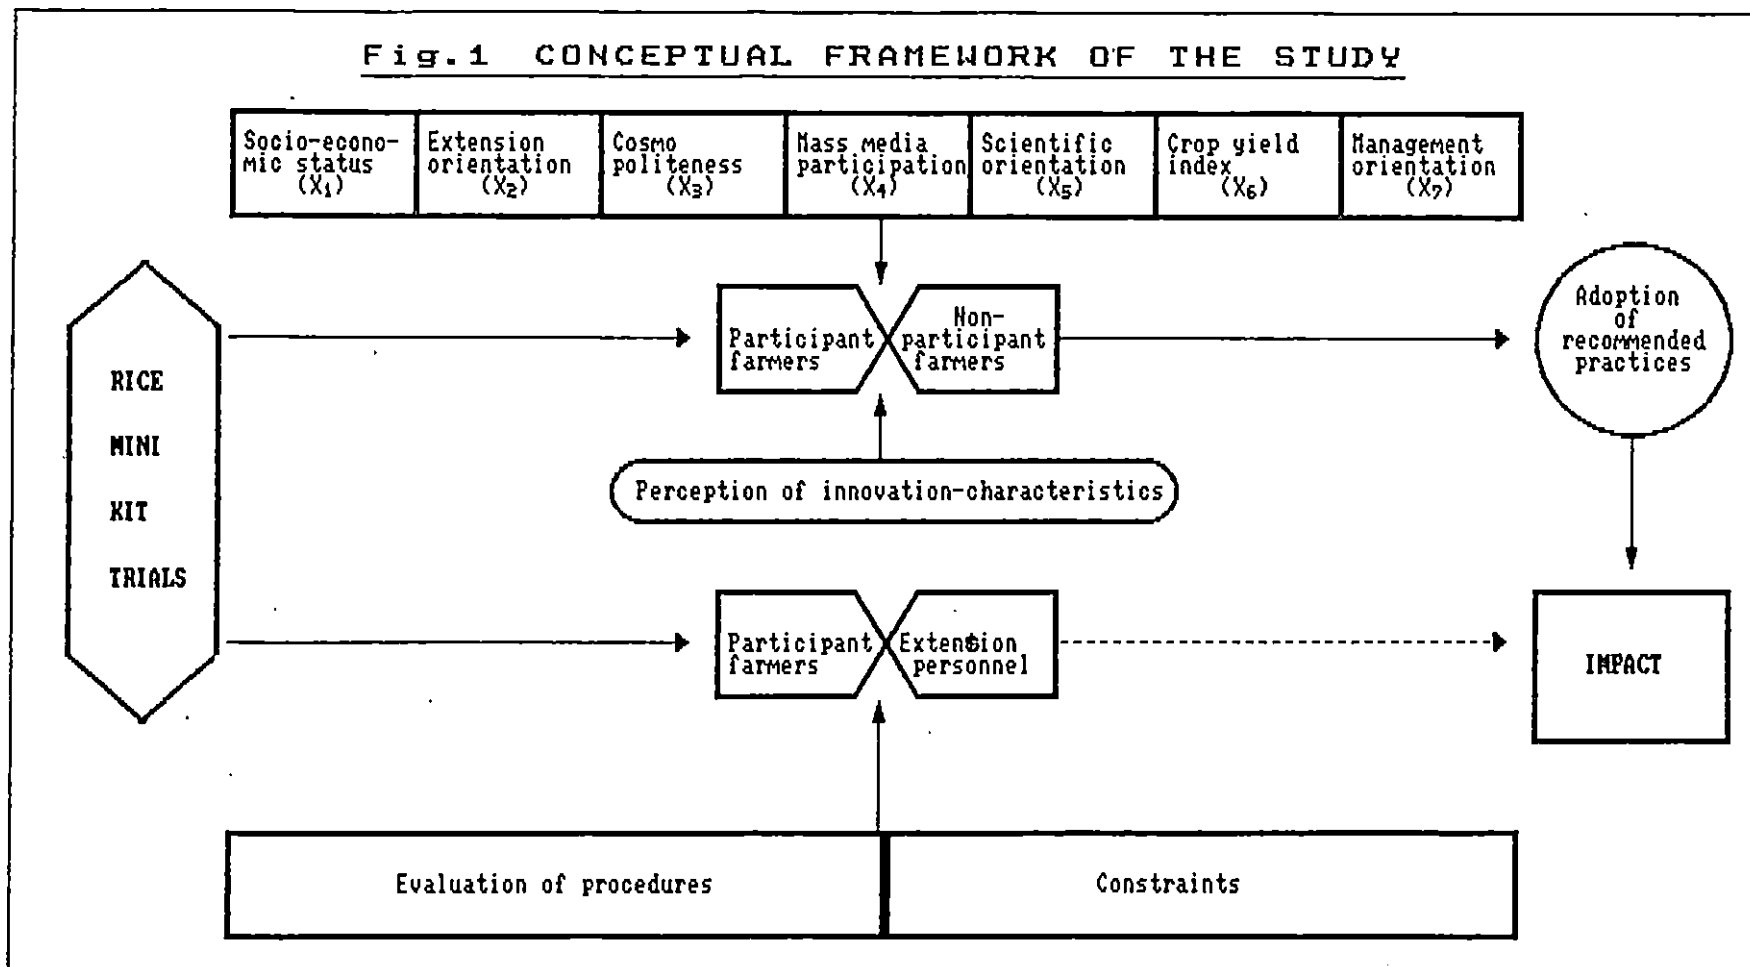 Fig.1 CONCEPTUAL FRAMEWORK OF THE STUDY
Socio-econo-
mic status
(X1)
Extension
orientation
(X2)
Cosmo
politeness
(X3)
Mass media
participation
(X4)
Scientific
orientation
(X5)
Crop yield
index
(X6)
Management
orientation
(X7)
RICE
MINI
KIT
TRIALS
Participant
farmers
Non-
participant
farmers
Adoption
of
recommended
practices
Perception of innovation-characteristics
Participant
farmers
Extension
personnel
IMPACT
Evaluation of procedures
Constraints